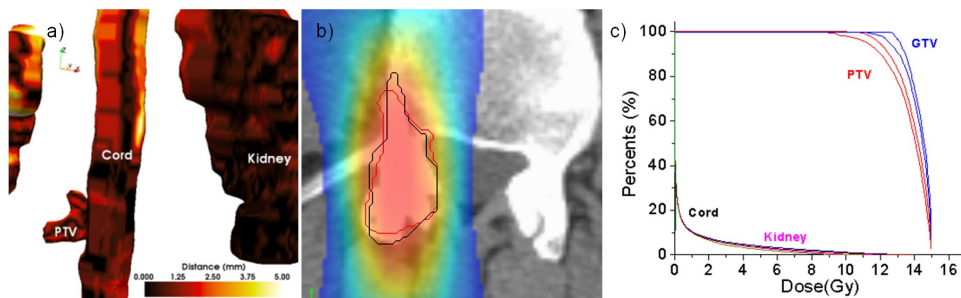 a)
Z
Y X
Cord
Kidney
PTV
Distance (mm)
0.000 1.25 2.50 3.75 5.00
b)
c)
100
80
60
40
20
0
Percents (%)
GTV
PTV
Cord
Kidney
0 2 4 6 8 10 12 14 16
Dose(Gy)